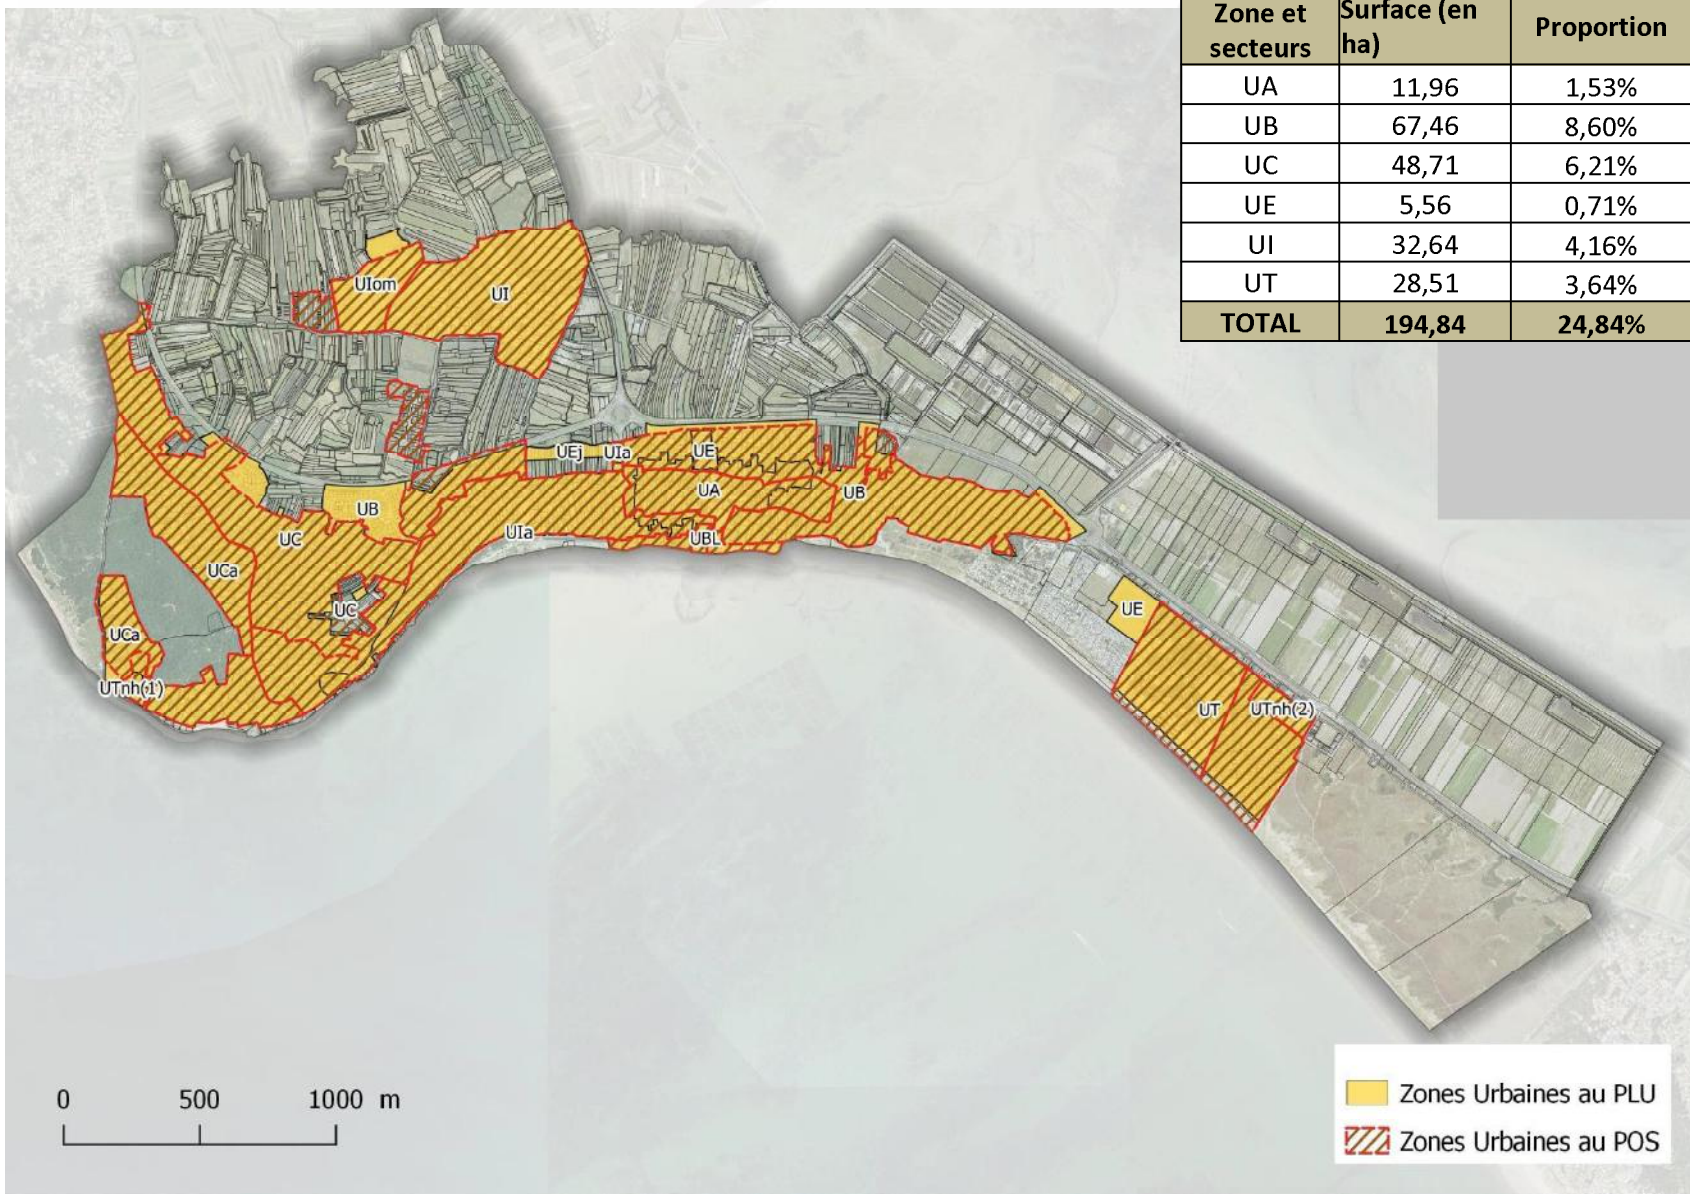 Zone et secteurs Surface (en ha) Proportion
UA 11,96 1,53%
UB 67,46 8,60%
UC 48,71 6,21%
UE 5,56 0,71%
UI 32,64 4,16%
UT 28,51 3,64%
TOTAL 194,84 24,84%
UIom
UI
UEj
UIa
UE
UA
UB
UB
UC
UIa
UBL
UCa
UC
UE
UCa
UTnh(1)
UT
UTnh(2)
0 500 1000 m
Zones Urbaines au PLU
Zones Urbaines au POS